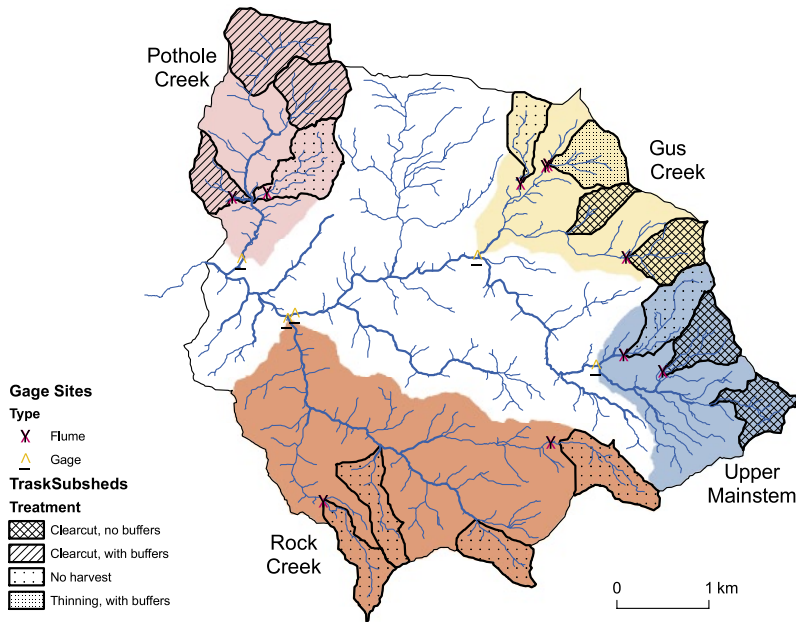 Pothole
Creek
Gus
Creek
Gage Sites
Type
Flume
Gage
TraskSubsheds
Treatment
Clearcut, no buffers
Clearcut, with buffers
No harvest
Thinning, with buffers
Rock
Creek
Upper
Mainstem
0 1 km